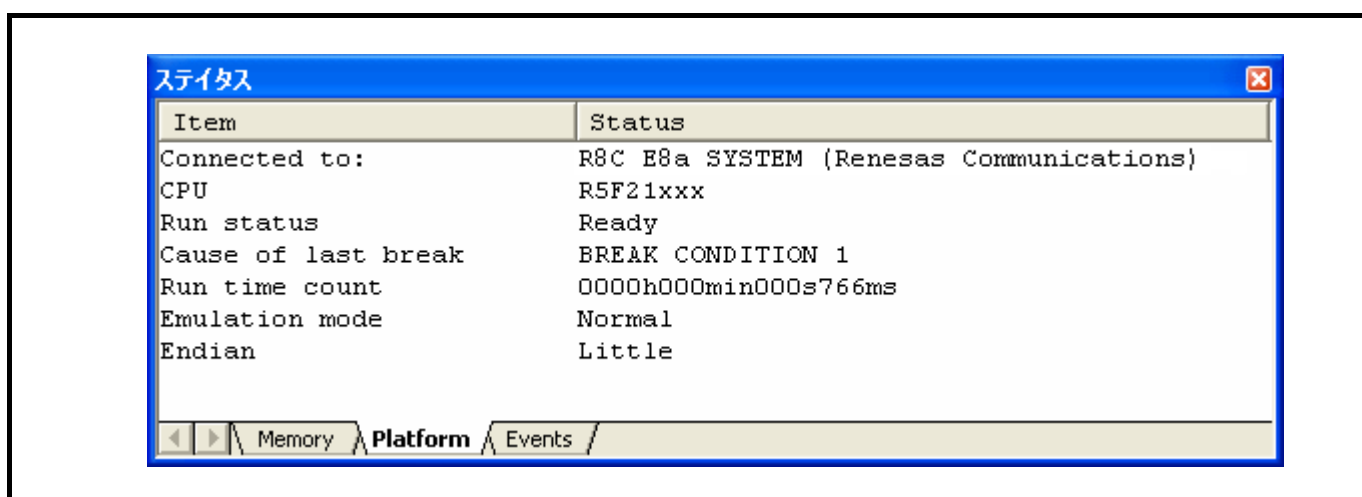 ステイタス
Item Status
Connected to: R8C E8a SYSTEM (Renesas Communications)
CPU R5F21xxx
Run status Ready
Cause of last break BREAK CONDITION 1
Run time count 0000h000min000s766ms
Emulation mode Normal
Endian Little
Memory Platform Events